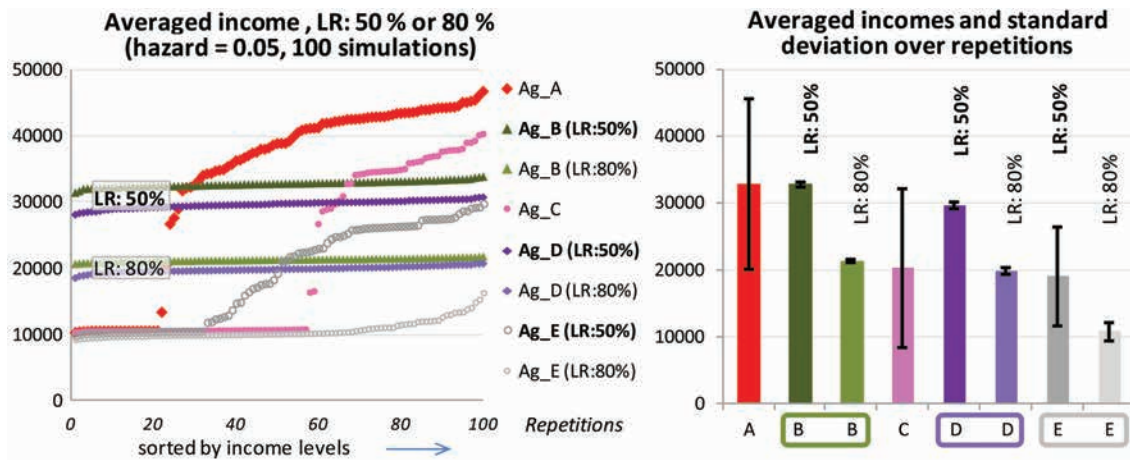 Averaged income , LR: 50 % or 80 %
(hazard = 0.05, 100 simulations)
50000
40000
30000
20000
10000
0
LR: 50%
LR: 80%
0
20
40
60
80
100
Repetitions
sorted by income levels
Ag_A
Ag_B (LR:50%)
Ag_B (LR:80%)
Ag_C
Ag_D (LR:50%)
Ag_D (LR:80%)
Ag_E (LR:50%)
Ag_E (LR:80%)
Averaged incomes and standard
deviation over repetitions
50000
40000
30000
20000
10000
0
LR: 50%
LR: 80%
LR: 50%
LR: 80%
LR: 50%
LR: 80%
A
B
B
C
D
D
E
E